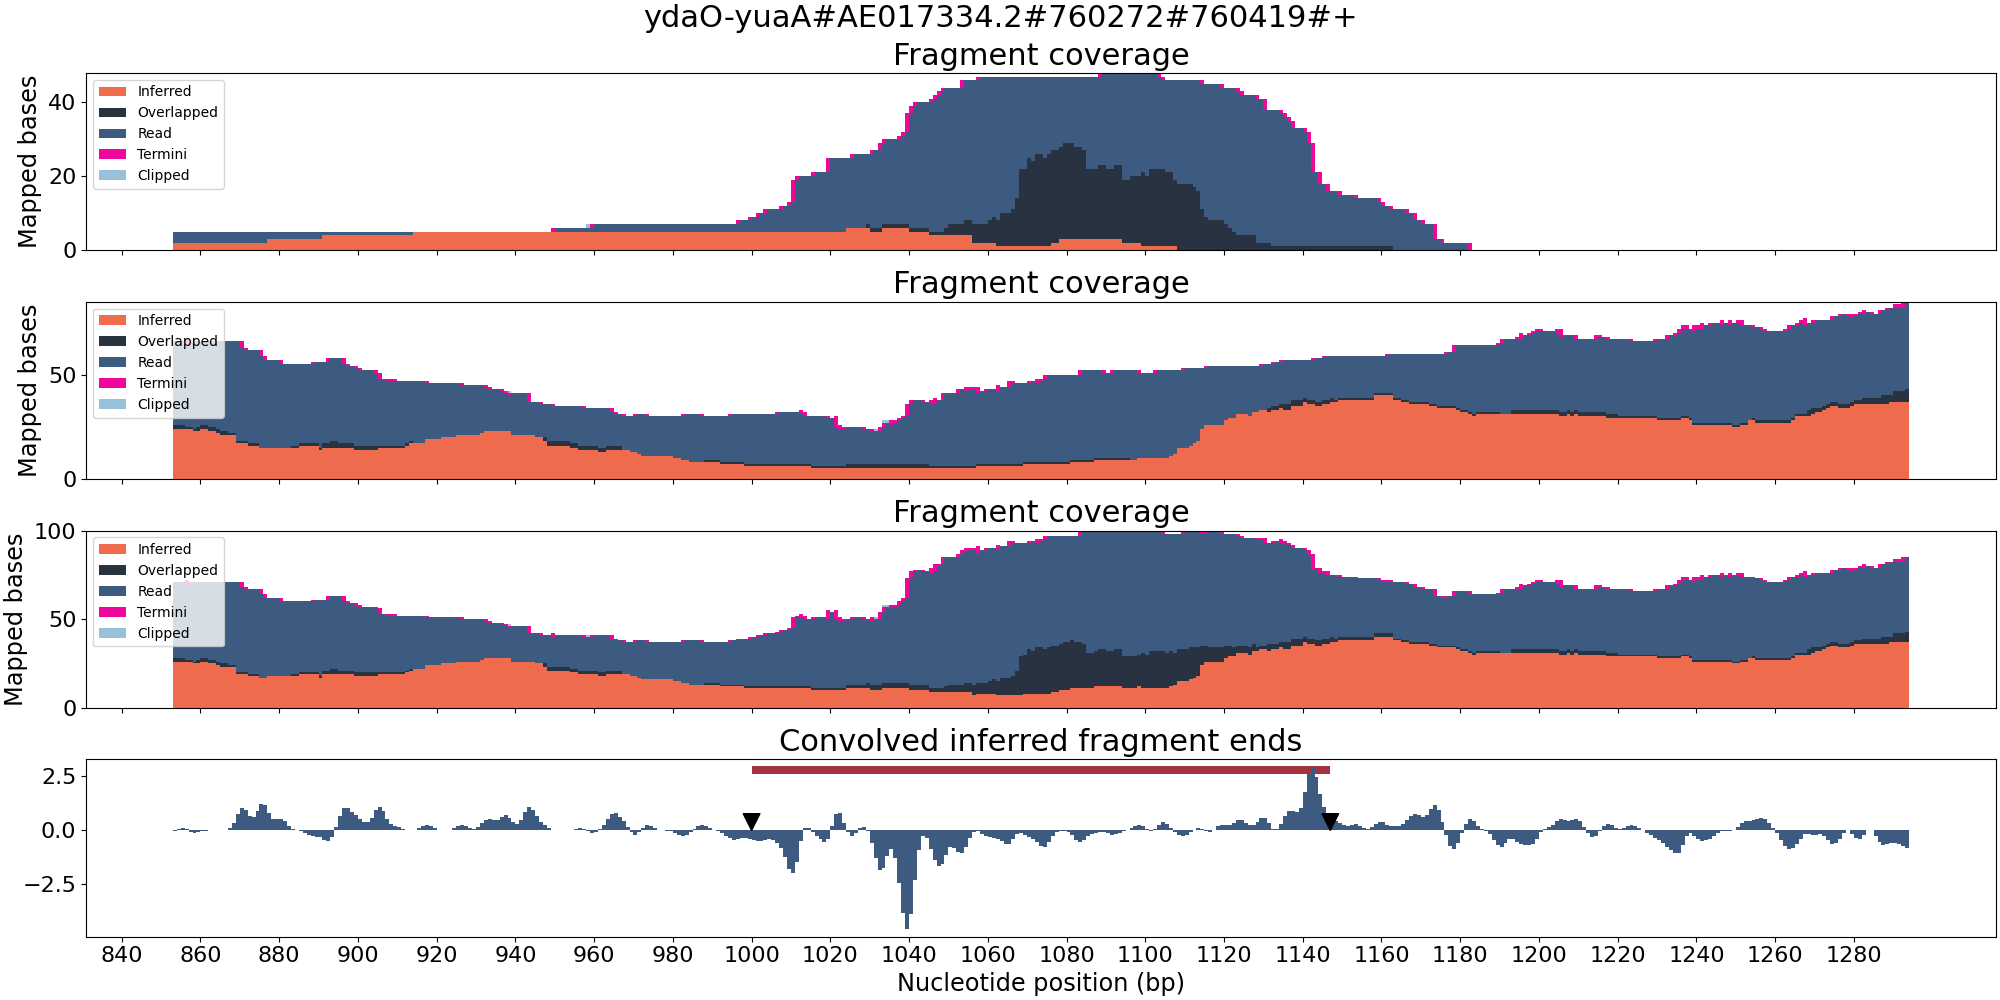 ydaO-yuaA#AE017334.2#760272#760419#+
Fragment coverage
Mapped bases
40
20
0
Inferred
Overlapped
Read
Termini
Clipped
Fragment coverage
Mapped bases
50
0
Inferred
Overlapped
Read
Termini
Clipped
Fragment coverage
Mapped bases
100
50
0
Inferred
Overlapped
Read
Termini
Clipped
Convolved inferred fragment ends
2.5
0.0
−2.5
840 860 880 900 920 940 960 980 1000 1020 1040 1060 1080 1100 1120 1140 1160 1180 1200 1220 1240 1260 1280
Nucleotide position (bp)